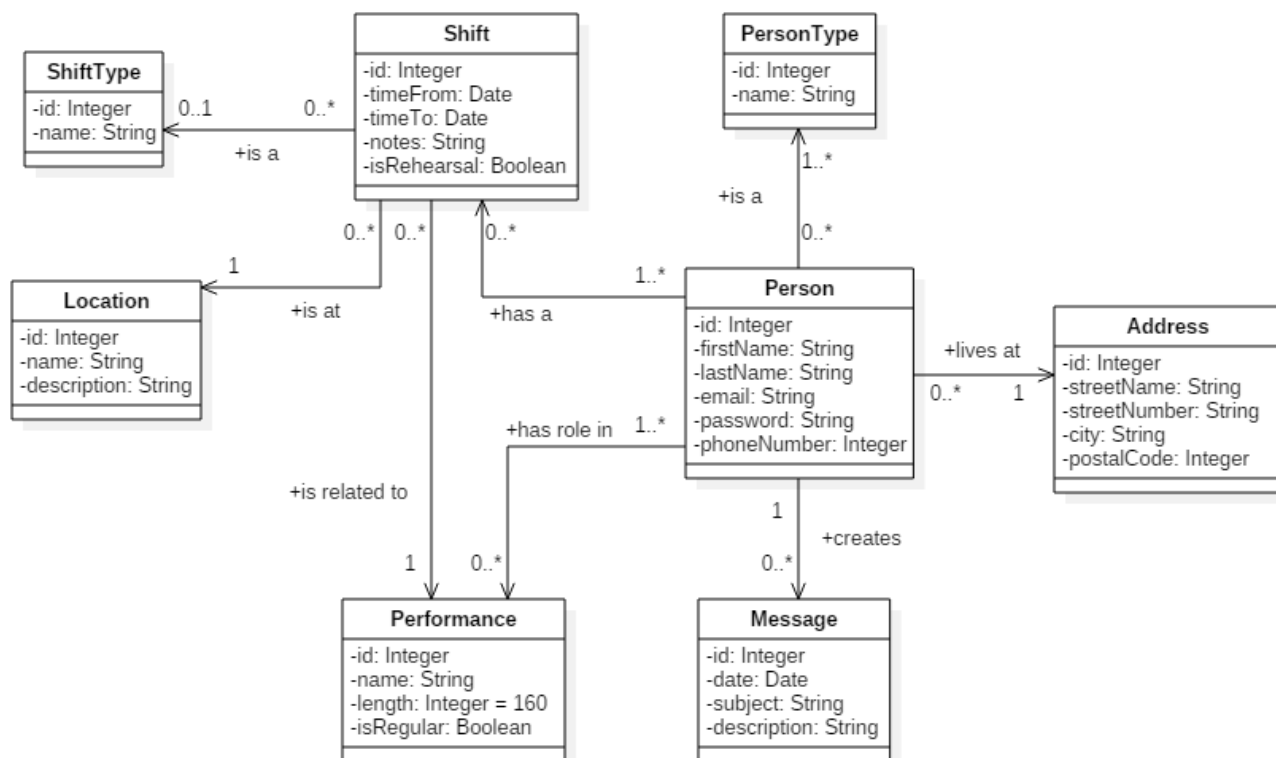 Shift
-id: Integer
-timeFrom: Date
-timeTo: Date
-notes: String
-isRehearsal: Boolean
PersonType
-id: Integer
-name: String
ShiftType
-id: Integer
-name: String
0..1
0..*
+is a
1..*
+is a
0..*
0..*
0..*
0..*
1
+is at
1..*
+has a
Location
-id: Integer
-name: String
-description: String
Person
-id: Integer
-firstName: String
-lastName: String
-email: String
-password: String
-phoneNumber: Integer
+lives at
0..*
1
Address
-id: Integer
-streetName: String
-streetNumber: String
-city: String
-postalCode: Integer
+has role in
1..*
+is related to
1
0..*
1
+creates
0..*
Performance
-id: Integer
-name: String
-length: Integer = 160
-isRegular: Boolean
Message
-id: Integer
-date: Date
-subject: String
-description: String